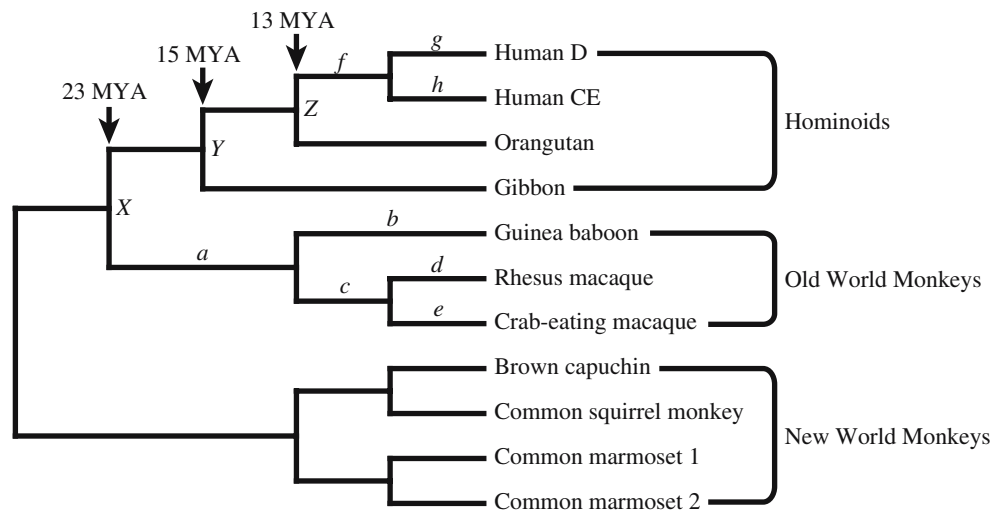 13 MYA
15 MYA
23 MYA
f
g
Human D
h
Human CE
Z
Orangutan
Hominoids
Y
Gibbon
X
a
b
Guinea baboon
c
d
Rhesus macaque
Old World Monkeys
e
Crab-eating macaque
Brown capuchin
Common squirrel monkey
New World Monkeys
Common marmoset 1
Common marmoset 2